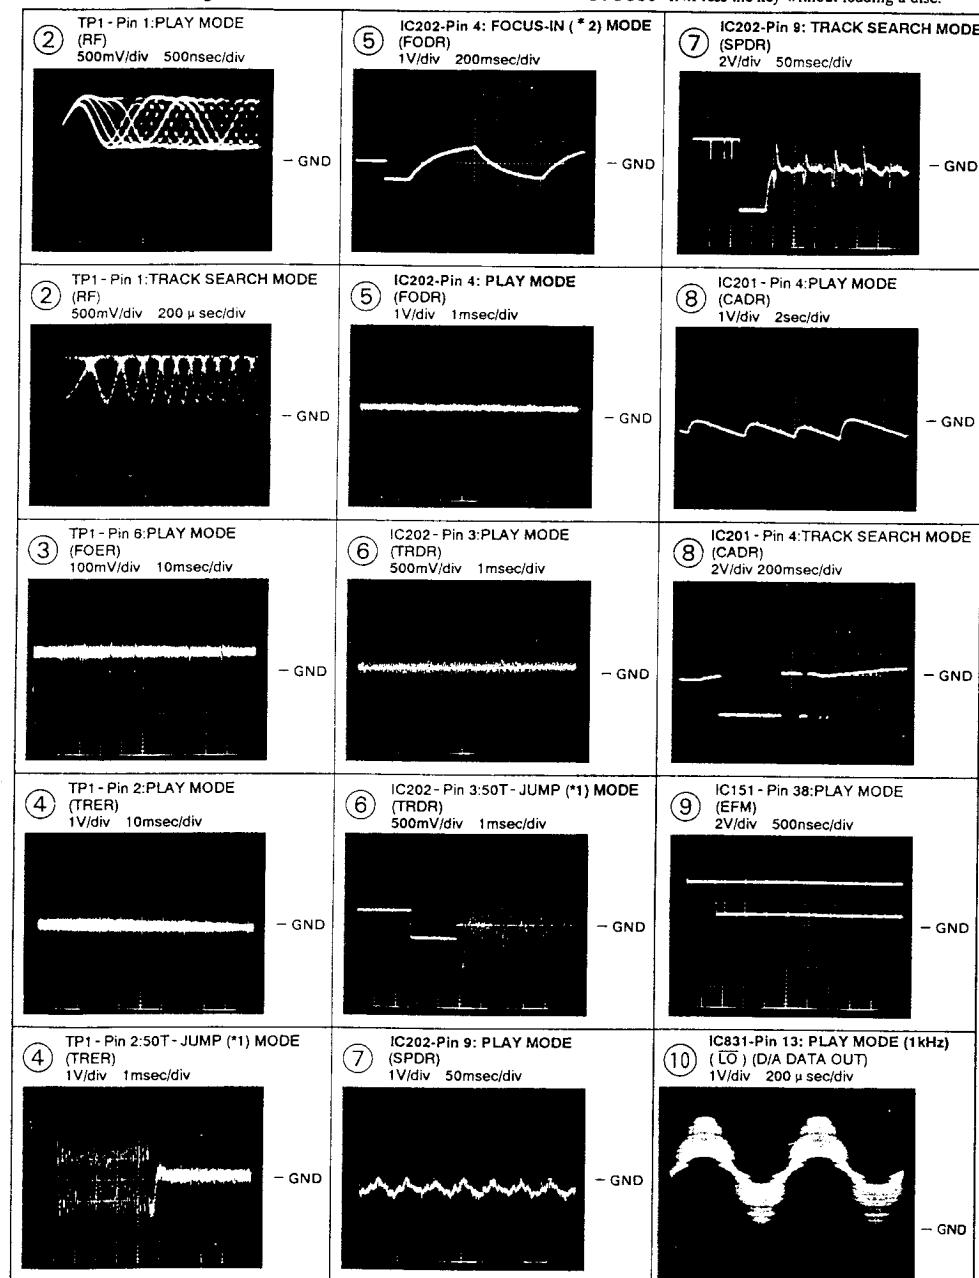 ② TP1 - Pin 1:PLAY MODE
(RF)
500mV/div 500nsec/div
— GND
⑤ IC202-Pin 4: FOCUS-IN (*2) MODE
(FODR)
1V/div 200msec/div
— GND
⑦ IC202-Pin 9: TRACK SEARCH MODE
(SPDR)
2V/div 50msec/div
— GND
② TP1 - Pin 1:TRACK SEARCH MODE
(RF)
500mV/div 200 μ sec/div
— GND
⑤ IC202-Pin 4: PLAY MODE
(FODR)
1V/div 1msec/div
— GND
⑧ IC201 - Pin 4:PLAY MODE
(CADR)
1V/div 2sec/div
— GND
③ TP1 - Pin 6:PLAY MODE
(FOER)
100mV/div 10msec/div
— GND
⑥ IC202 - Pin 3:PLAY MODE
(TRDR)
500mV/div 1msec/div
— GND
⑧ IC201 - Pin 4:TRACK SEARCH MODE
(CADR)
2V/div 200msec/div
— GND
④ TP1 - Pin 2:PLAY MODE
(TRER)
1V/div 10msec/div
— GND
⑥ IC202 - Pin 3:50T - JUMP (*1) MODE
(TRDR)
500mV/div 1msec/div
— GND
⑨ IC151 - Pin 38:PLAY MODE
(EFM)
2V/div 500nsec/div
— GND
④ TP1 - Pin 2:50T - JUMP (*1) MODE
(TRER)
1V/div 1msec/div
— GND
⑦ IC202-Pin 9: PLAY MODE
(SPDR)
1V/div 50msec/div
— GND
⑩ IC831-Pin 13: PLAY MODE (1kHz)
(L̅O̅) (D/A DATA OUT)
1V/div 200 μ sec/div
— GND